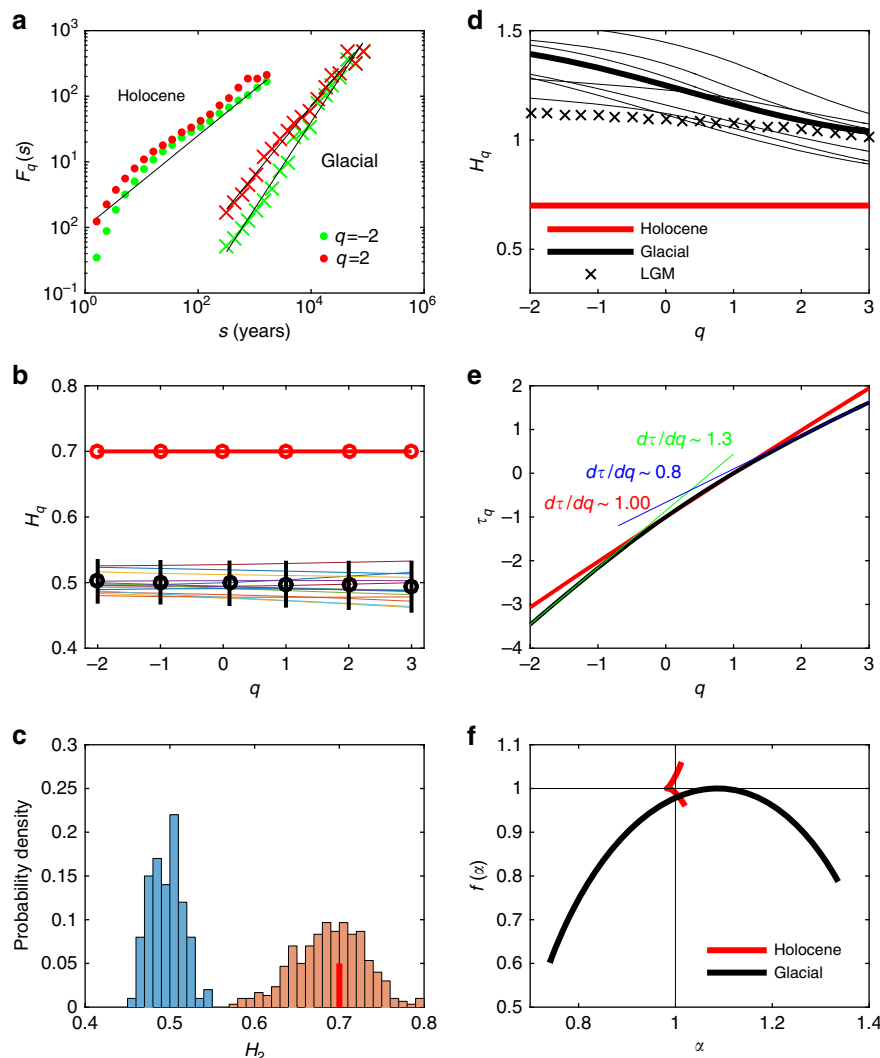 a
10³
10²
10¹
10²
10⁻¹
F_q(s)
Holocene
Glacial
q=−2
q=2
10⁰ 10² 10⁴ 10⁶
s (years)
b
0.8
0.7
0.6
0.5
0.4
H_q
−2 −1 0 1 2 3
q
c
0.3
0.25
0.2
0.15
0.1
0.05
0
Probability density
0.4 0.5 0.6 0.7 0.8
H₂
d
1.5
1
0.5
H_q
Holocene
Glacial
LGM
−2 −1 0 1 2 3
q
e
2
1
0
−1
−2
−3
−4
τ_q
dτ/dq ~ 1.3
dτ/dq ~ 0.8
dτ/dq ~ 1.00
−2 −1 0 1 2 3
q
f
1.1
1
0.9
0.8
0.7
0.6
0.5
f (α)
Holocene
Glacial
0.8 1 1.2 1.4
α